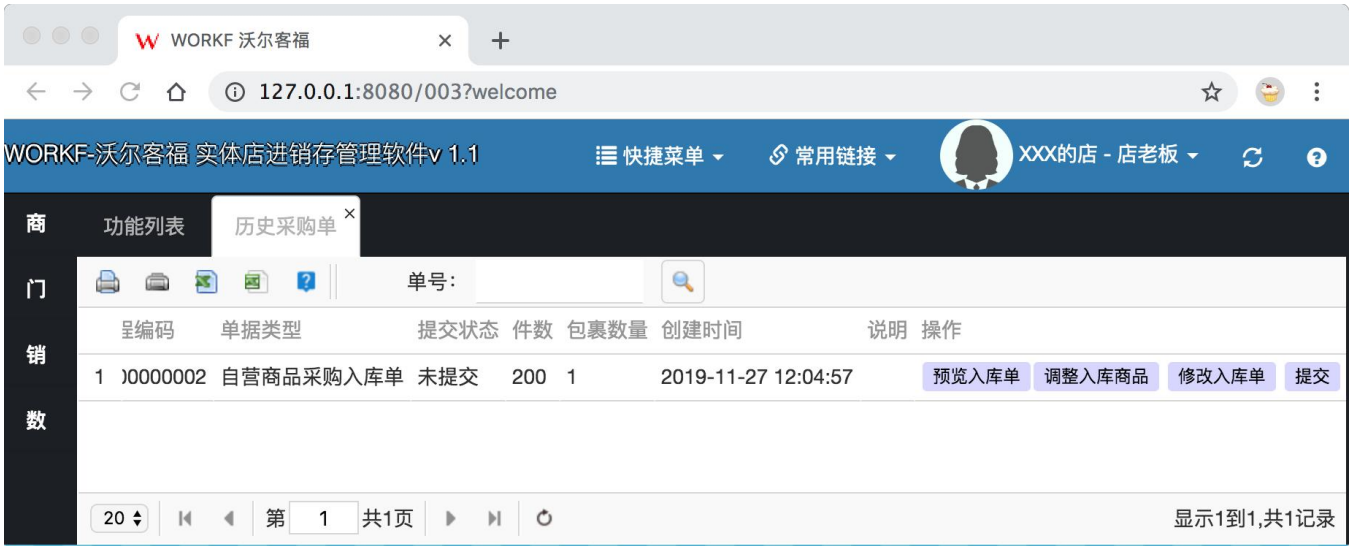 WORKF 沃尔客福
127.0.0.1:8080/003?welcome
WORKF-沃尔客福 实体店进销存管理软件v 1.1 快捷菜单 常用链接 XXX的店 - 店老板
商 功能列表 历史采购单
门 单号：
编码 单据类型 提交状态 件数 包裹数量 创建时间 说明 操作
销
1 00000002 自营商品采购入库单 未提交 200 1 2019-11-27 12:04:57 预览入库单 调整入库商品 修改入库单 提交
数
20 第 1 共1页 显示1到1,共1记录